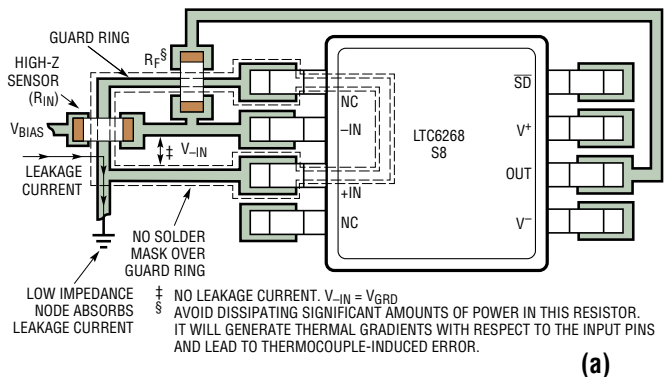 GUARD RING
HIGH-Z
SENSOR
(RIN)
RF§
VBIAS
LEAKAGE
CURRENT
‡ V–IN
NC
–IN
+IN
NC
LTC6268
S8
SD
V+
OUT
V–
NO SOLDER
MASK OVER
GUARD RING
LOW IMPEDANCE
NODE ABSORBS
LEAKAGE CURRENT
‡ NO LEAKAGE CURRENT. V–IN = VGRD
§ AVOID DISSIPATING SIGNIFICANT AMOUNTS OF POWER IN THIS RESISTOR.
IT WILL GENERATE THERMAL GRADIENTS WITH RESPECT TO THE INPUT PINS
AND LEAD TO THERMOCOUPLE-INDUCED ERROR.
(a)